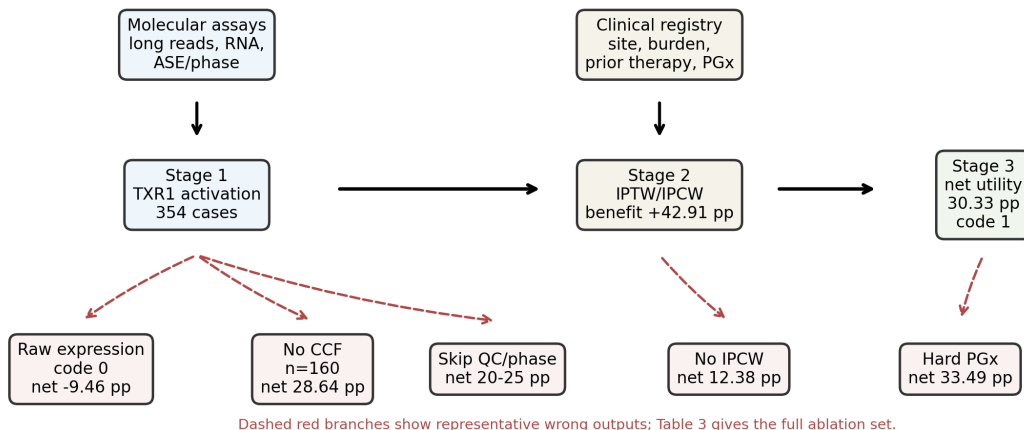 Molecular assays
long reads, RNA,
ASE/phase
Clinical registry
site, burden,
prior therapy, PGx
Stage 1
TXR1 activation
354 cases
Stage 2
IPTW/IPCW
benefit +42.91 pp
Stage 3
net utility
30.33 pp
code 1
Raw expression
code 0
net -9.46 pp
No CCF
n=160
net 28.64 pp
Skip QC/phase
net 20-25 pp
No IPCW
net 12.38 pp
Hard PGx
net 33.49 pp
Dashed red branches show representative wrong outputs; Table 3 gives the full ablation set.